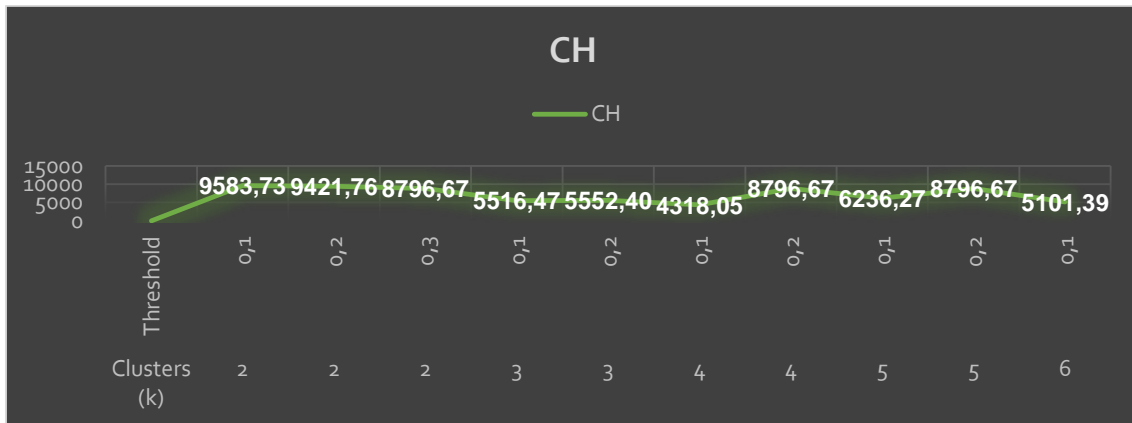 CH
CH
15000
10000
5000
0
9583,73 9421,76 8796,67 5516,47 5552,40 4318,05 8796,67 6236,27 8796,67 5101,39
Threshold 0,1 0,2 0,3 0,1 0,2 0,1 0,2 0,1 0,2 0,1
Clusters 2 2 2 3 3 4 4 5 5 6
(k)